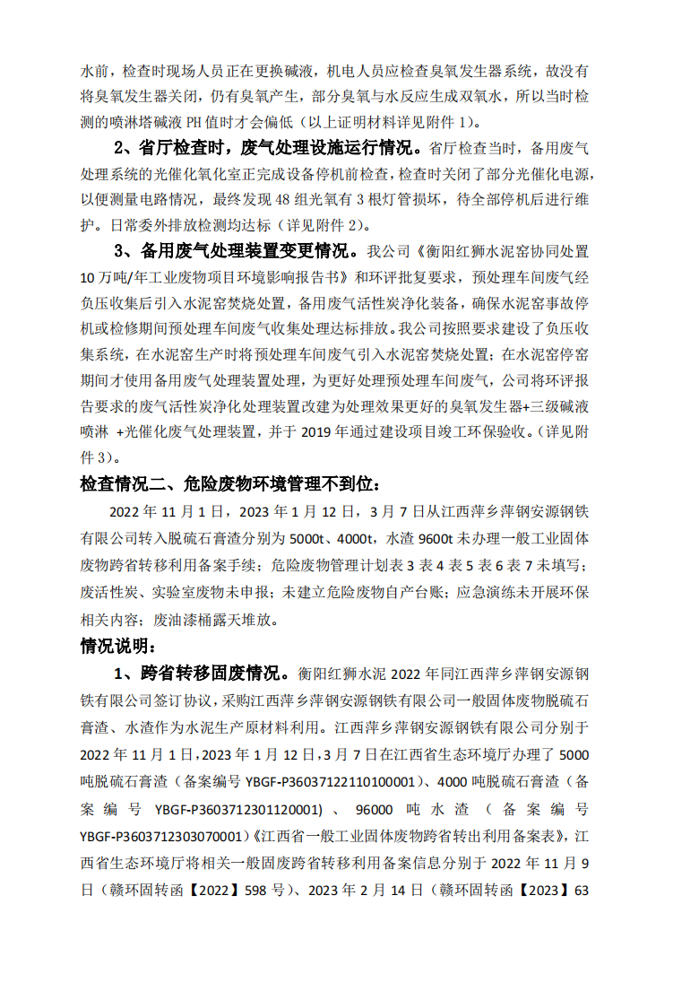 水前，检查时现场人员正在更换碱液，机电人员应检查臭氧发生器系统，故没有
将臭氧发生器关闭，仍有臭氧产生，部分臭氧与水反应生成双氧水，所以当时检
测的喷淋塔碱液 PH 值时才会偏低（以上证明材料详见附件 1）。
2、省厅检查时，废气处理设施运行情况。省厅检查当时，备用废气
处理系统的光催化氧化室正完成设备停机前检查，检查时关闭了部分光催化电源，
以便测量电路情况，最终发现 48 组光氧有 3 根灯管损坏，待全部停机后进行维
护。日常委外排放检测均达标（详见附件 2）。
3、备用废气处理装置变更情况。我公司《衡阳红狮水泥窑协同处置
10 万吨/年工业废物项目环境影响报告书》和环评批复要求，预处理车间废气经
负压收集后引入水泥窑焚烧处置，备用废气活性炭净化装备，确保水泥窑事故停
机或检修期间预处理车间废气收集处理达标排放。我公司按照要求建设了负压收
集系统，在水泥窑生产时将预处理车间废气引入水泥窑焚烧处置；在水泥窑停窑
期间才使用备用废气处理装置处理，为更好处理预处理车间废气，公司将环评报
告要求的废气活性炭净化处理装置改建为处理效果更好的臭氧发生器+三级碱液
喷淋 +光催化废气处理装置，并于 2019 年通过建设项目竣工环保验收。（详见附
件 3）。
检查情况二、危险废物环境管理不到位：
2022 年 11 月 1 日，2023 年 1 月 12 日，3 月 7 日从江西萍乡萍钢安源钢铁
有限公司转入脱硫石膏渣分别为 5000t、4000t，水渣 9600t 未办理一般工业固体
废物跨省转移利用备案手续；危险废物管理计划表 3 表 4 表 5 表 6 表 7 未填写；
废活性炭、实验室废物未申报；未建立危险废物自产台账；应急演练未开展环保
相关内容；废油漆桶露天堆放。
情况说明：
1、跨省转移固废情况。衡阳红狮水泥 2022 年同江西萍乡萍钢安源钢
铁有限公司签订协议，采购江西萍乡萍钢安源钢铁有限公司一般固体废物脱硫石
膏渣、水渣作为水泥生产原材料利用。江西萍乡萍钢安源钢铁有限公司分别于
2022 年 11 月 1 日，2023 年 1 月 12 日，3 月 7 日在江西省生态环境厅办理了 5000
吨脱硫石膏渣（备案编号 YBGF-P36037122110100001）、4000 吨脱硫石膏渣（备
案编号 YBGF-P3603712301120001）、96000 吨水渣（备案编号
YBGF-P3603712303070001）《江西省一般工业固体废物跨省转出利用备案表》，江
西省生态环境厅将相关一般固废跨省转移利用备案信息分别于 2022 年 11 月 9
日（赣环固转函【2022】598 号）、2023 年 2 月 14 日（赣环固转函【2023】63